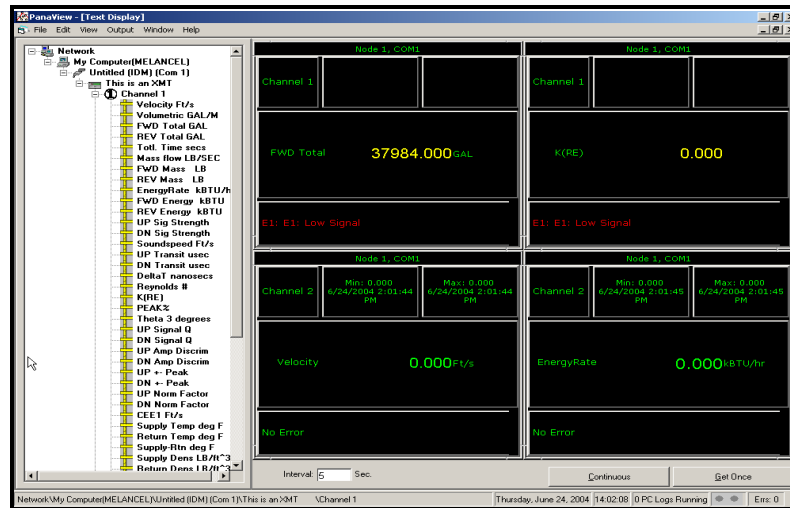 PanaView - [Text Display]
File Edit View Output Window Help
Network
My Computer(MELANCEL)
Untitled (IDM) (Com 1)
This is an XMT
Channel 1
Velocity Ft/s
Volumetric GAL/M
FWD Total GAL
REV Total GAL
Totl. Time secs
Mass flow LB/SEC
FWD Mass LB
REV Mass LB
EnergyRate kBTU/h
FWD Energy kBTU
REV Energy kBTU
UP Sig Strength
DN Sig Strength
Soundspeed Ft/s
UP Transit usec
DN Transit usec
DeltaT nanosecs
Reynolds #
K(RE)
PEAK%
Theta 3 degrees
UP Signal Q
DN Signal Q
UP Amp Discrim
DN Amp Discrim
UP +- Peak
DN +- Peak
UP Norm Factor
DN Norm Factor
CEE1 Ft/s
Supply Temp deg F
Return Temp deg F
Supply-Rtn deg F
Supply Dens LB/ft^3
Return Dens LB/ft^3
Node 1, COM1
Channel 1
FWD Total 37984.000 GAL
E1: E1: Low Signal
Node 1, COM1
Channel 1
K(RE) 0.000
E1: E1: Low Signal
Node 1, COM1
Channel 2
Min: 0.000
6/24/2004 2:01:44
PM
Max: 0.000
6/24/2004 2:01:44
PM
Velocity 0.000 Ft/s
No Error
Node 1, COM1
Channel 2
Min: 0.000
6/24/2004 2:01:45
PM
Max: 0.000
6/24/2004 2:01:45
PM
EnergyRate 0.000 kBTU/hr
No Error
Interval: 5 Sec.
Continuous
Get Once
Network\My Computer(MELANCEL)\Untitled (IDM) (Com 1)\This is an XMT \Channel 1
Thursday, June 24, 2004 14:02:08 0 PC Logs Running Errs: 0